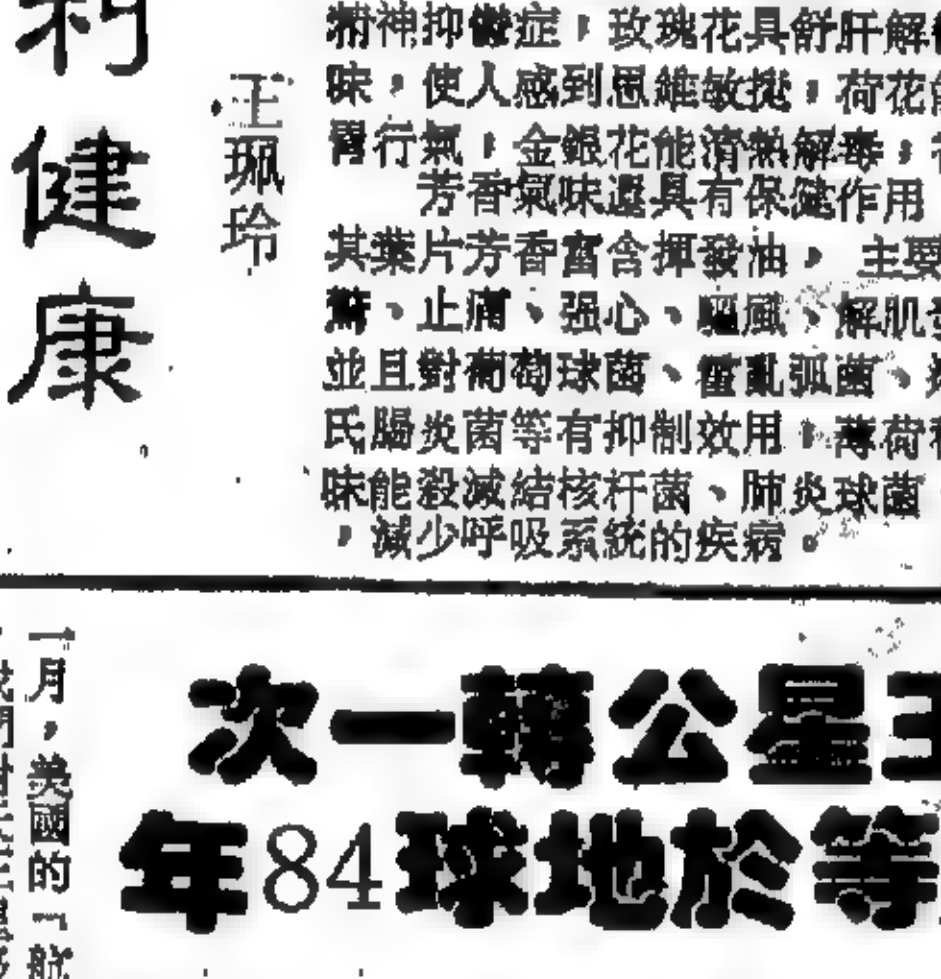 利健康
王珮玲
精神抑鬱症，玫瑰花具舒肝解
味，使人感到思維敏捷，荷花
胃行氣，金銀花能清熱解毒，
芳香氣味還具有保健作用
其葉片芳香富含揮發油，主要
、止痛、强心、驅風、解肌
並且對葡萄球菌、霍亂弧菌、
氏腸炎菌等有抑制效用，薄荷
味能殺滅結核杆菌、肺炎球菌
，減少呼吸系統的疾病。
次一轉公星王
年84球地於等
一月，美國的「航